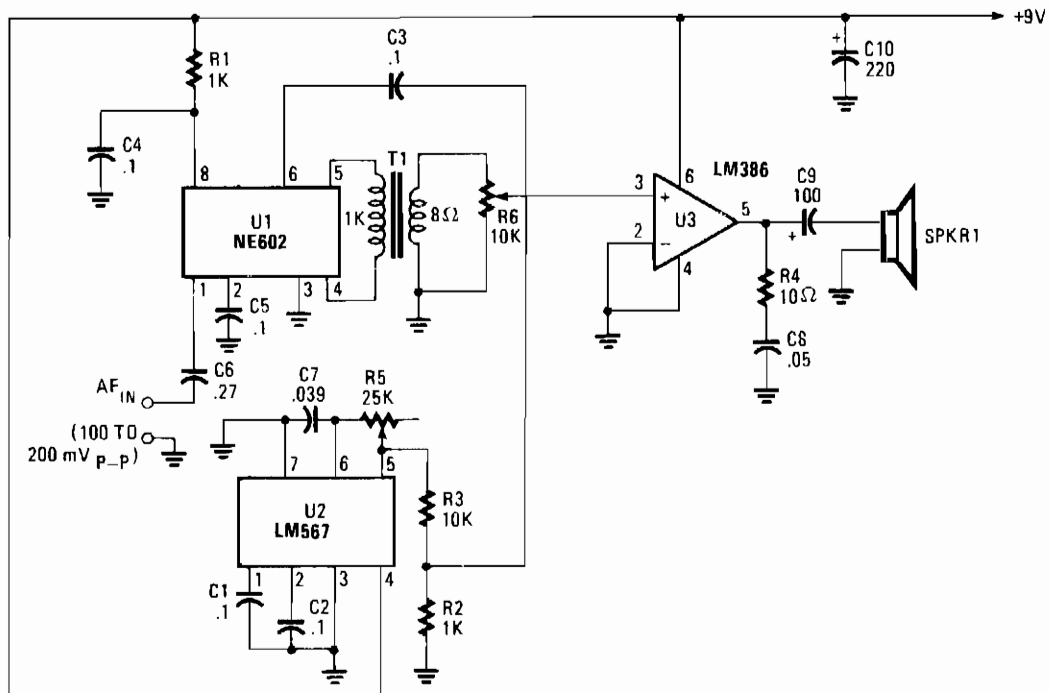 +9V
C3
.1
R1
1K
+
C10
220
C4
.1
T1
LM386
8
6
5
6
C9
100
3
+
5
U1
NE602
1K
8Ω
R6
10K
U3
+
SPKR1
2
−
4
R4
10Ω
1
2
3
4
C5
.1
C8
.05
C6
.27
AF IN
C7
.039
R5
25K
(100 TO
200 mV P–P)
7
6
5
U2
LM567
R3
10K
1
2
3
4
C1
.1
C2
.1
R2
1K